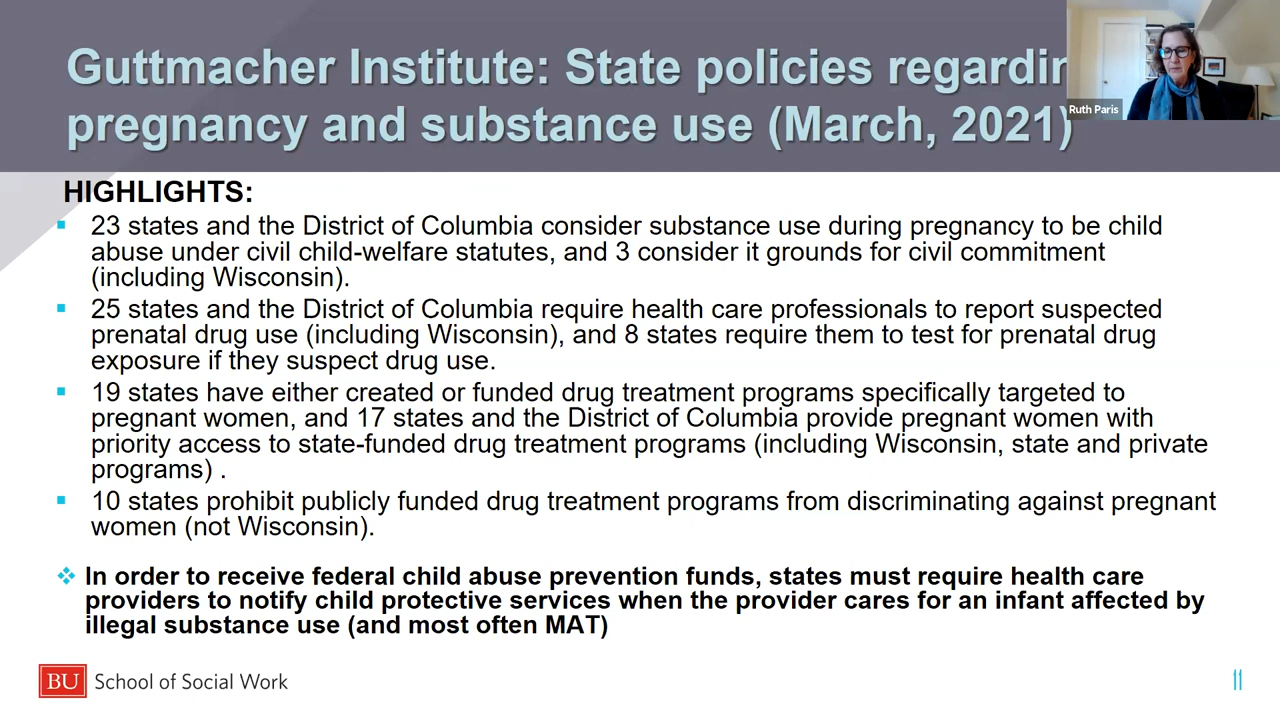 Guttmacher Institute: State policies regardin
pregnancy and substance use (March, 2021)
Ruth Paris
HIGHLIGHTS:
▪ 23 states and the District of Columbia consider substance use during pregnancy to be child
abuse under civil child-welfare statutes, and 3 consider it grounds for civil commitment
(including Wisconsin).
▪ 25 states and the District of Columbia require health care professionals to report suspected
prenatal drug use (including Wisconsin), and 8 states require them to test for prenatal drug
exposure if they suspect drug use.
▪ 19 states have either created or funded drug treatment programs specifically targeted to
pregnant women, and 17 states and the District of Columbia provide pregnant women with
priority access to state-funded drug treatment programs (including Wisconsin, state and private
programs) .
▪ 10 states prohibit publicly funded drug treatment programs from discriminating against pregnant
women (not Wisconsin).
❖ In order to receive federal child abuse prevention funds, states must require health care
providers to notify child protective services when the provider cares for an infant affected by
illegal substance use (and most often MAT)
BU School of Social Work
11